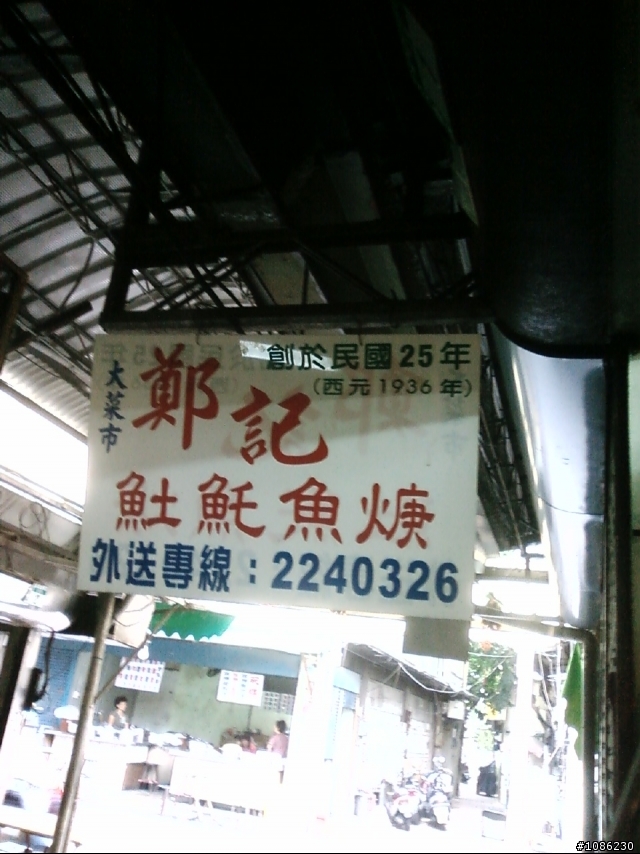 創於民國25年
(西元1936年)
大菜市
鄭記
魠魠魚焿
外送專線:2240326
#1086230